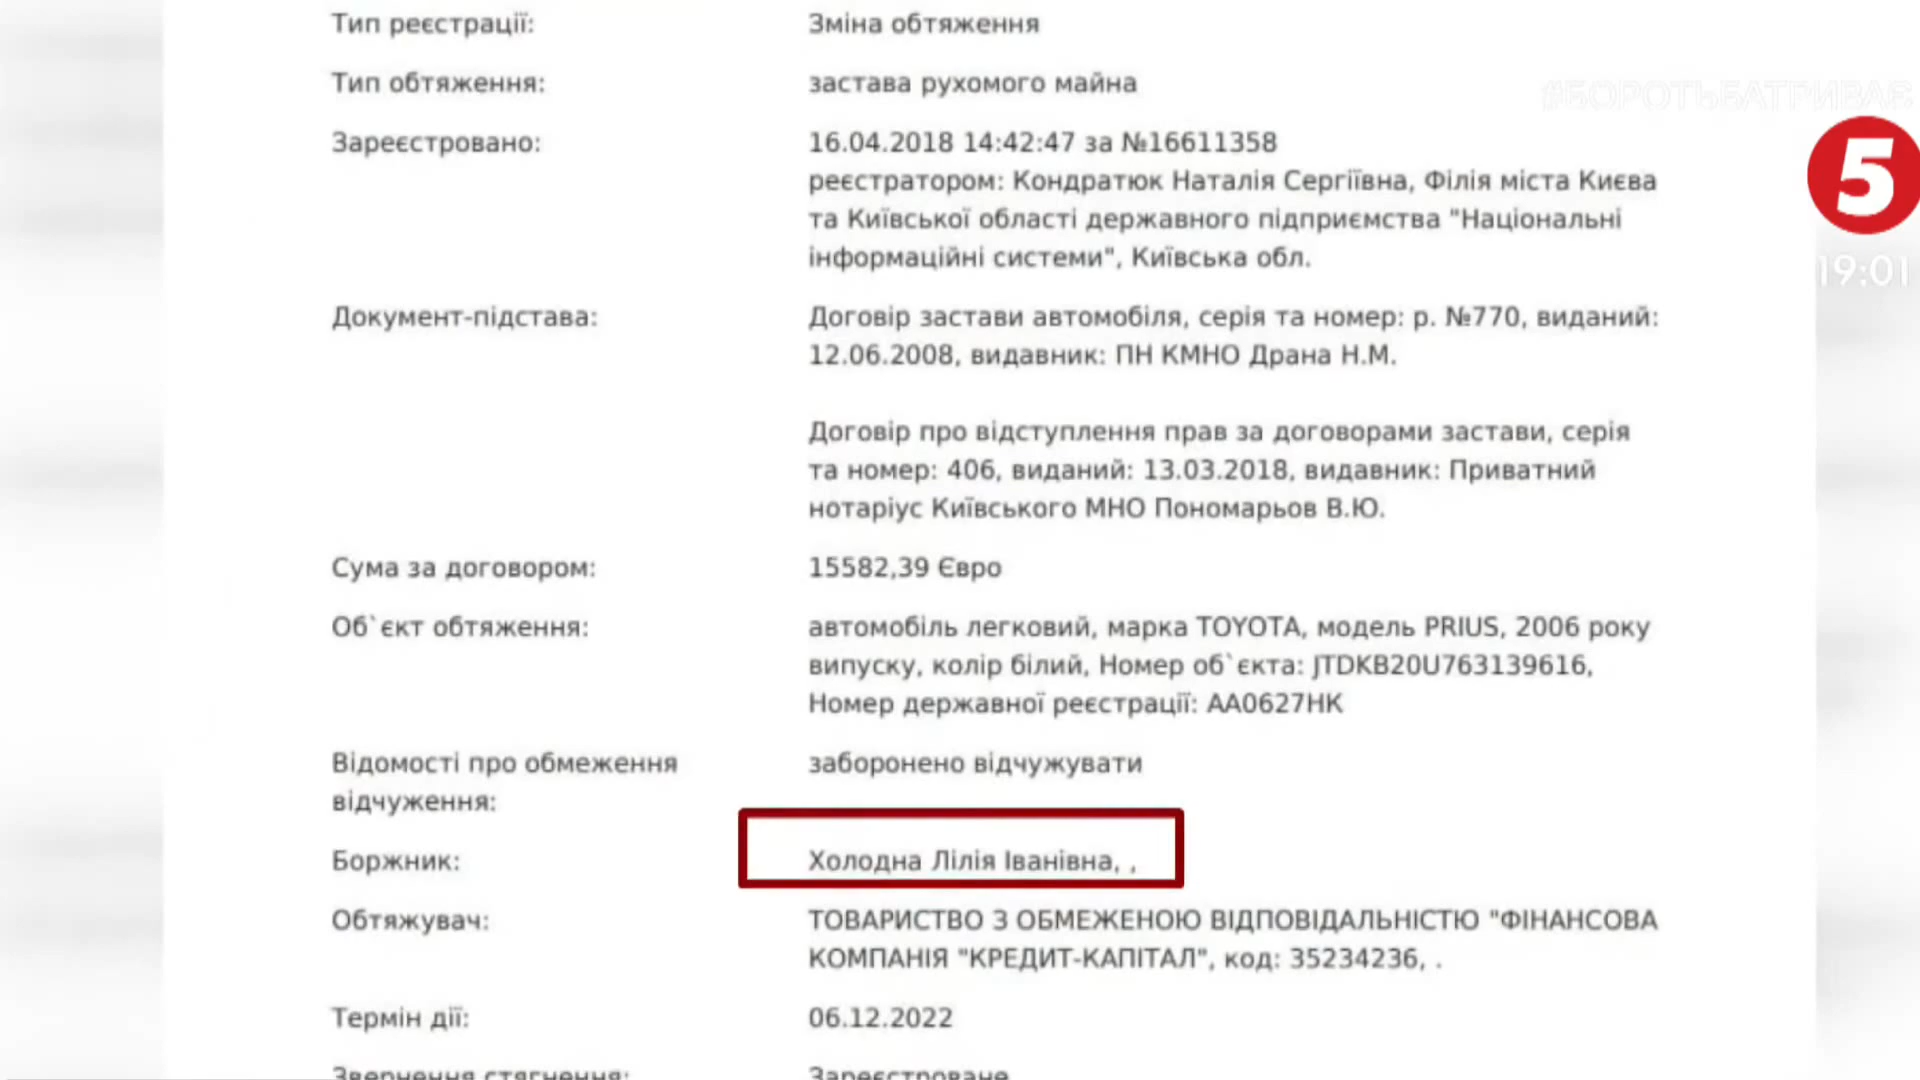 Тип реєстрації: Зміна обтяження
Тип обтяження: застава рухомого майна
#БОРОТЬБАТРИВАЄ
Зареєстровано: 16.04.2018 14:42:47 за №16611358
реєстратором: Кондратюк Наталія Сергіївна, Філія міста Києва
та Київської області державного підприємства "Національні
інформаційні системи", Київська обл.
5
19:01
Документ-підстава: Договір застави автомобіля, серія та номер: р. №770, виданий:
12.06.2008, видавник: ПН КМНО Драна Н.М.
Договір про відступлення прав за договорами застави, серія
та номер: 406, виданий: 13.03.2018, видавник: Приватний
нотаріус Київського МНО Пономарьов В.Ю.
Сума за договором: 15582,39 Євро
Об`єкт обтяження: автомобіль легковий, марка TOYOTA, модель PRIUS, 2006 року
випуску, колір білий, Номер об`єкта: JTDKB20U763139616,
Номер державної реєстрації: АА0627НК
Відомості про обмеження заборонено відчужувати
відчуження:
Боржник: Холодна Лілія Іванівна, ,
Обтяжувач: ТОВАРИСТВО З ОБМЕЖЕНОЮ ВІДПОВІДАЛЬНІСТЮ "ФІНАНСОВА
КОМПАНІЯ "КРЕДИТ-КАПІТАЛ", код: 35234236, .
Термін дії: 06.12.2022
Звернення стягнення: Зареєстроване